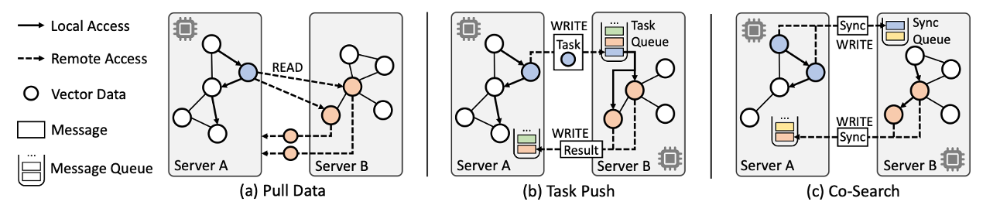 Local Access
Remote Access
Vector Data
Message
...
Message Queue
READ
Server A
Server B
(a) Pull Data
WRITE
Task
...
Task
Queue
...
WRITE
Result
Server A
Server B
(b) Task Push
Sync
WRITE
...
Sync
Queue
...
WRITE
Sync
Server A
Server B
(c) Co-Search